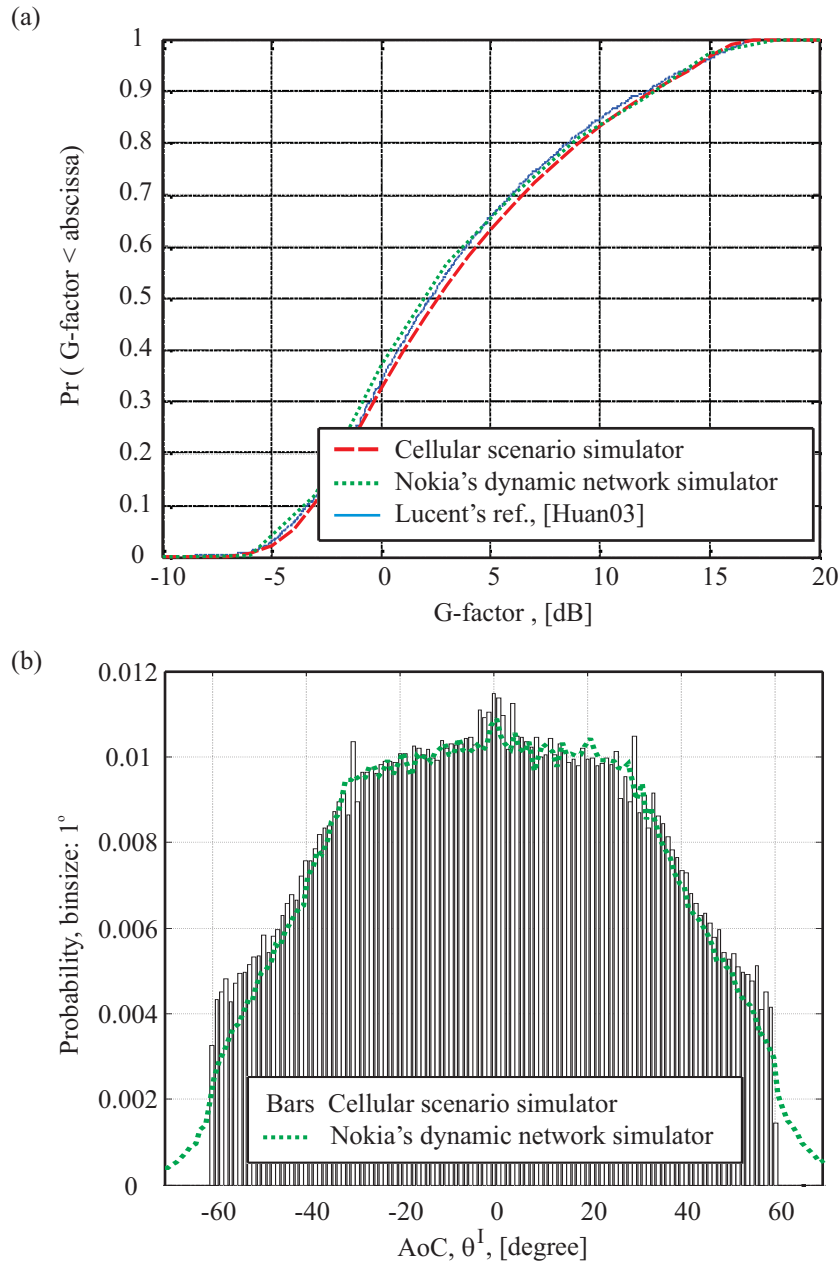 (a)
1
0.9
0.8
0.7
0.6
0.5
0.4
0.3
0.2
0.1
0
Pr ( G-factor < abscissa)
Cellular scenario simulator
Nokia's dynamic network simulator
Lucent's ref., [Huan03]
-10 -5 0 5 10 15 20
G-factor , [dB]
(b)
0.012
0.01
0.008
0.006
0.004
0.002
0
Probability, binsize: 1°
Bars Cellular scenario simulator
Nokia's dynamic network simulator
-60 -40 -20 0 20 40 60
AoC, θ^I, [degree]